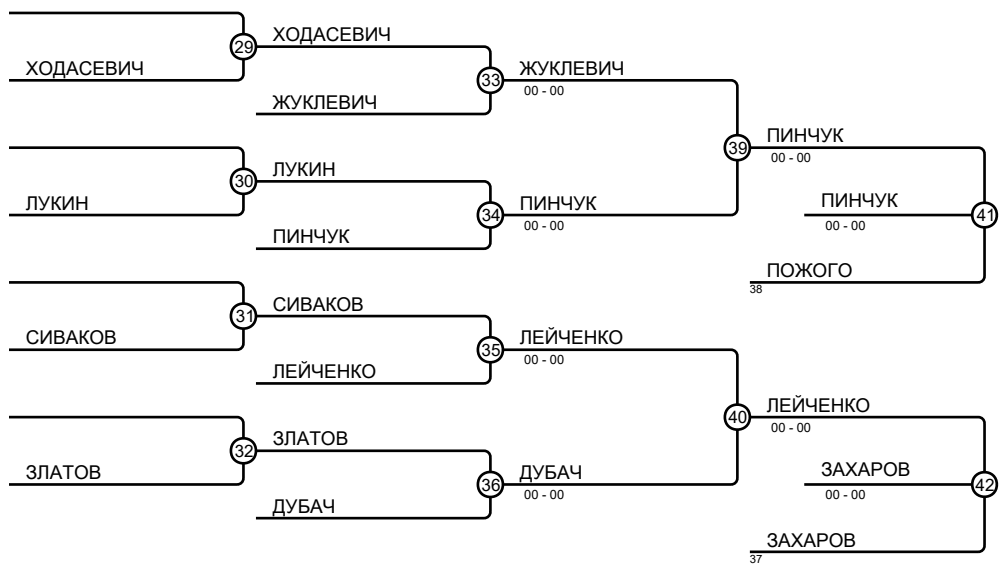 ХОДАСЕВИЧ
29
ХОДАСЕВИЧ
33
ЖУКЛЕВИЧ
00 - 00
ЖУКЛЕВИЧ
39
ПИНЧУК
00 - 00
ЛУКИН
30
ЛУКИН
34
ПИНЧУК
00 - 00
ПИНЧУК
00 - 00
41
ПИНЧУК
ПОЖОГО
38
СИВАКОВ
31
СИВАКОВ
35
ЛЕЙЧЕНКО
00 - 00
ЛЕЙЧЕНКО
40
ЛЕЙЧЕНКО
00 - 00
ЗЛАТОВ
32
ЗЛАТОВ
36
ДУБАЧ
00 - 00
ЗАХАРОВ
00 - 00
42
ДУБАЧ
ЗАХАРОВ
37